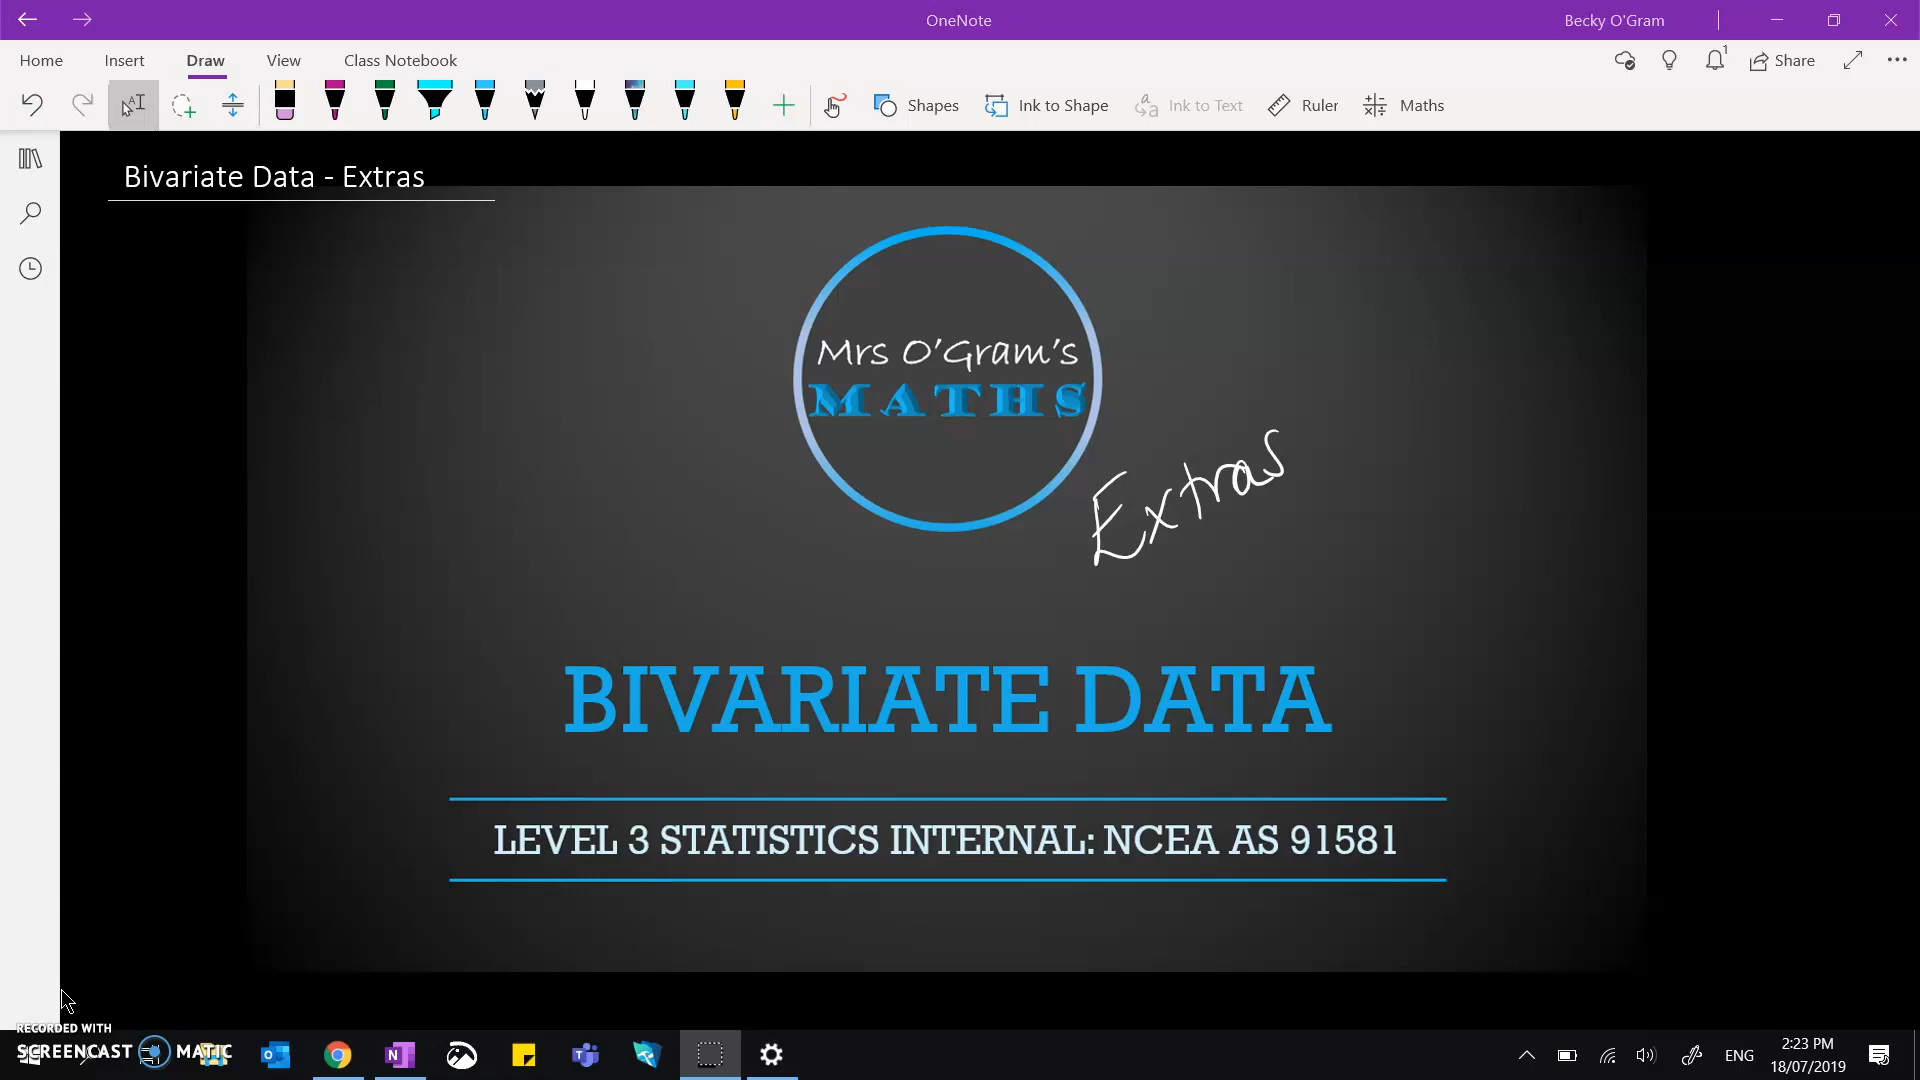 OneNote
Becky O'Gram
Home Insert Draw View Class Notebook
1
Share
Shapes Ink to Shape Ink to Text Ruler Maths
Bivariate Data - Extras
Mrs O'Gram's
MATHS
Extras
BIVARIATE DATA
LEVEL 3 STATISTICS INTERNAL: NCEA AS 91581
RECORDED WITH
SCREENCAST MATIC
ENG
2:23 PM
18/07/2019